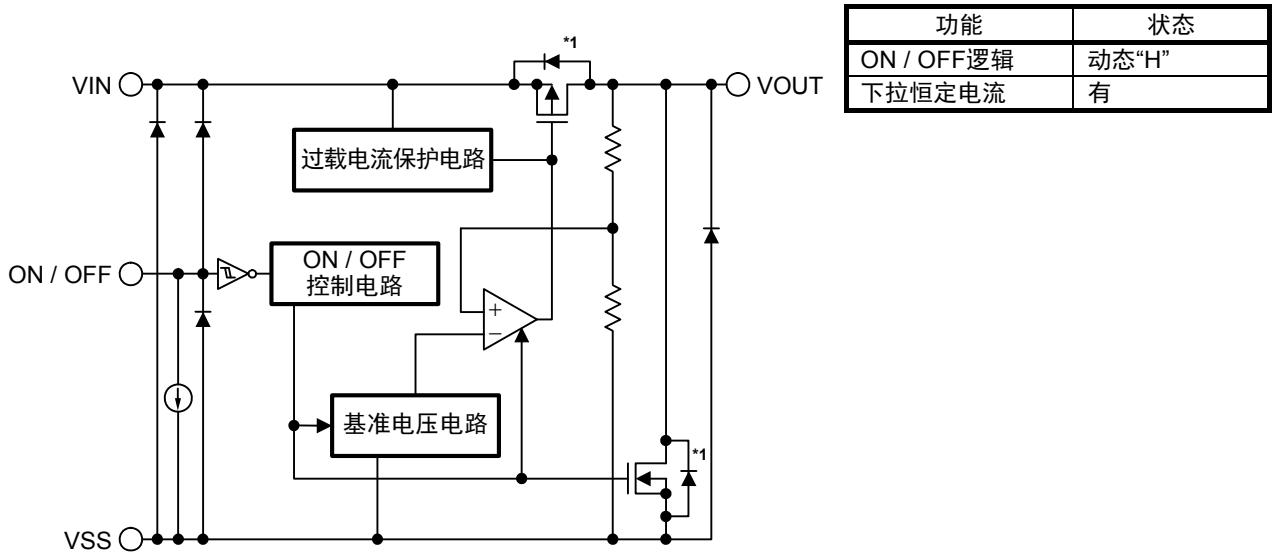 功能 状态
ON / OFF逻辑 动态“H”
下拉恒定电流 有
*1
VIN
VOUT
过载电流保护电路
ON / OFF
ON / OFF
控制电路
+
−
基准电压电路
*1
VSS